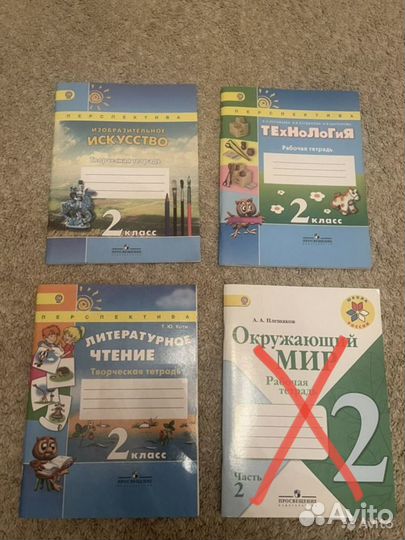 ПЕРСПЕКТИВА
ИЗОБРАЗИТЕЛЬНОЕ
ИСКУССТВО
Творческая тетрадь
2 класс
ПРОСВЕЩЕНИЕ
ПЕРСПЕКТИВА
ТЕХНОЛОГИЯ
Рабочая тетрадь
2 класс
ПРОСВЕЩЕНИЕ
ПЕРСПЕКТИВА
Т. Ю. Коти
ЛИТЕРАТУРНОЕ
ЧТЕНИЕ
Творческая тетрадь
2 класс
ПРОСВЕЩЕНИЕ
А. А. Плешаков
ШКОЛА
РОССИИ
Окружающий
МИР
Рабочая
тетрадь
2
Часть
2
ПРОСВЕЩЕНИЕ
Avito